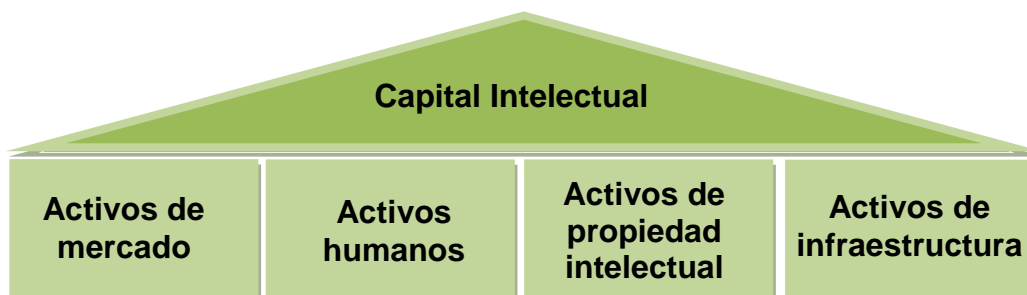 Capital Intelectual
Activos de
mercado
Activos
humanos
Activos de
propiedad
intelectual
Activos de
infraestructura